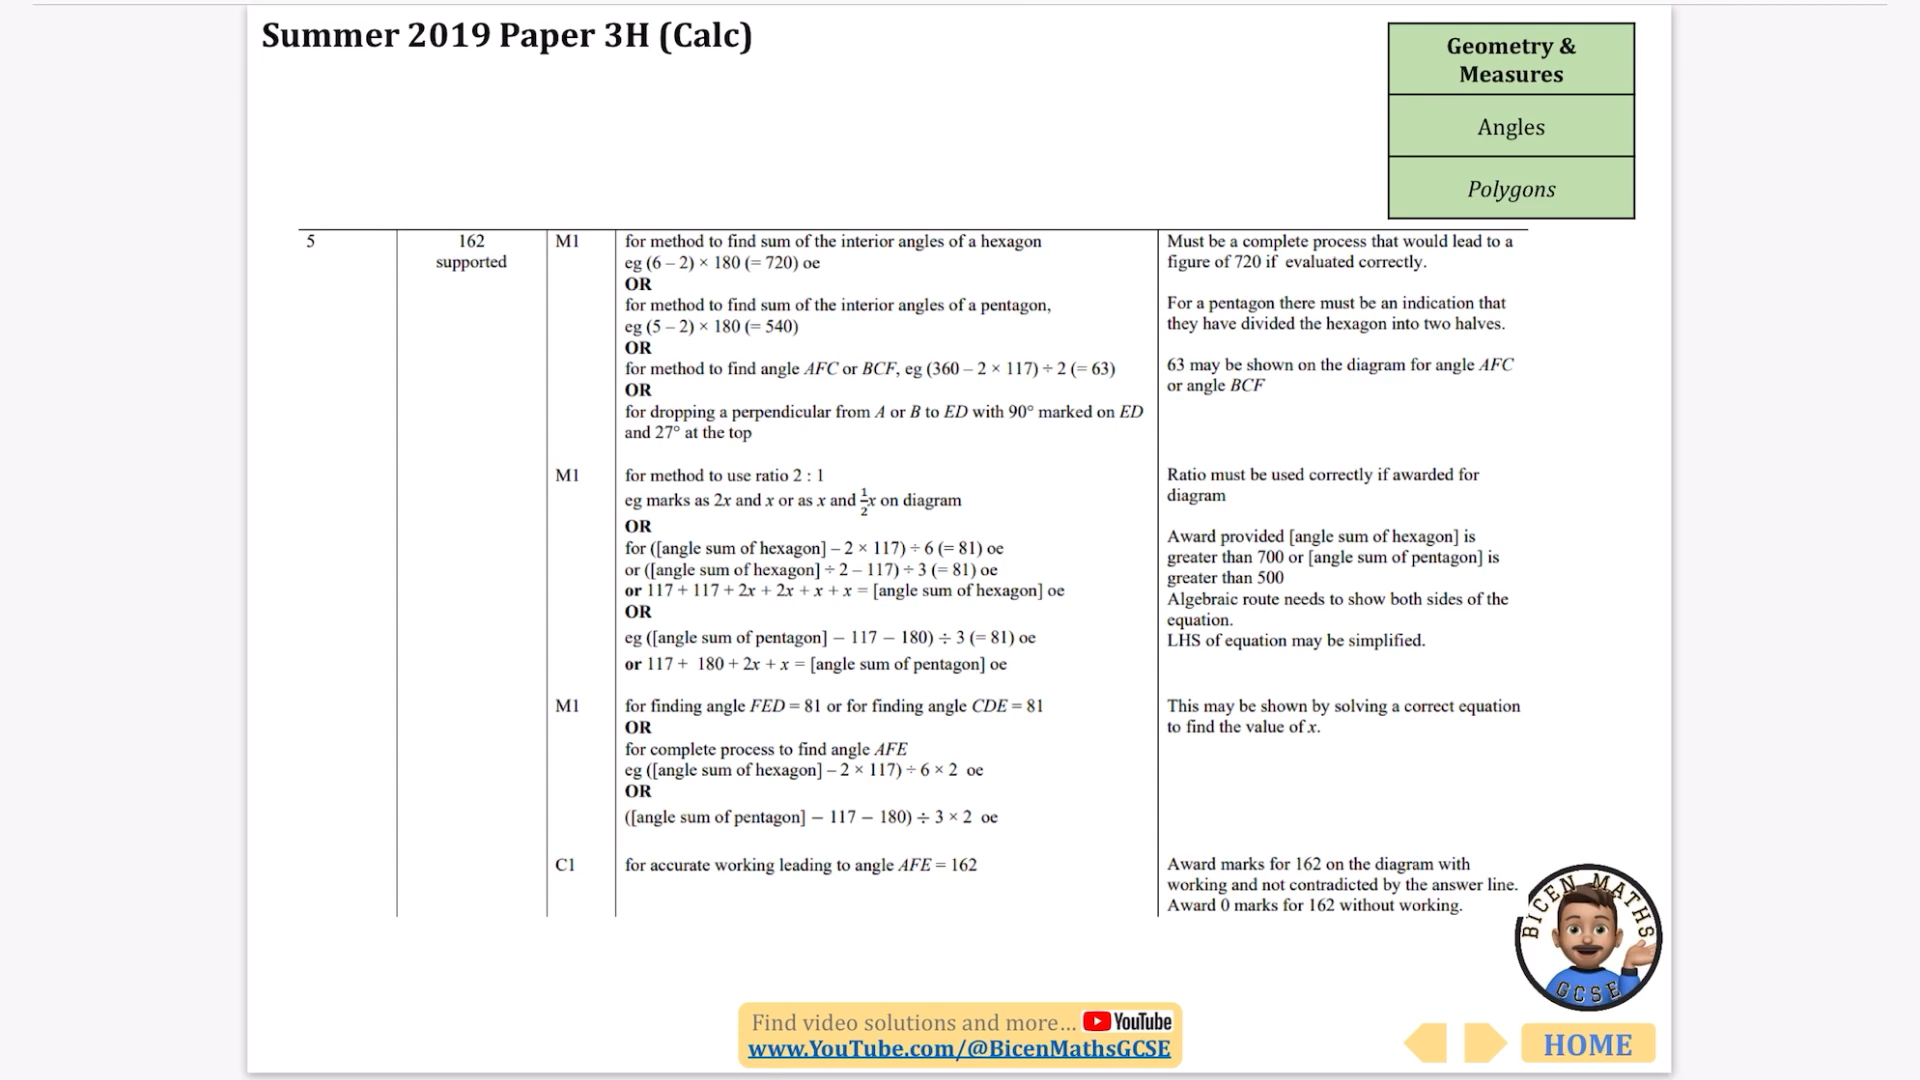 Summer 2019 Paper 3H (Calc)
Geometry &
Measures
Angles
Polygons
5
162
supported
M1
for method to find sum of the interior angles of a hexagon
eg (6 – 2) × 180 (= 720) oe
OR
for method to find sum of the interior angles of a pentagon,
eg (5 – 2) × 180 (= 540)
OR
for method to find angle AFC or BCF, eg (360 – 2 × 117) ÷ 2 (= 63)
OR
for dropping a perpendicular from A or B to ED with 90° marked on ED
and 27° at the top
Must be a complete process that would lead to a
figure of 720 if evaluated correctly.
For a pentagon there must be an indication that
they have divided the hexagon into two halves.
63 may be shown on the diagram for angle AFC
or angle BCF
M1
for method to use ratio 2 : 1
eg marks as 2x and x or as x and 1/2x on diagram
OR
for ([angle sum of hexagon] – 2 × 117) ÷ 6 (= 81) oe
or ([angle sum of hexagon] ÷ 2 – 117) ÷ 3 (= 81) oe
or 117 + 117 + 2x + 2x + x + x = [angle sum of hexagon] oe
OR
eg ([angle sum of pentagon] – 117 – 180) ÷ 3 (= 81) oe
or 117 + 180 + 2x + x = [angle sum of pentagon] oe
Ratio must be used correctly if awarded for
diagram
Award provided [angle sum of hexagon] is
greater than 700 or [angle sum of pentagon] is
greater than 500
Algebraic route needs to show both sides of the
equation.
LHS of equation may be simplified.
M1
for finding angle FED = 81 or for finding angle CDE = 81
OR
for complete process to find angle AFE
eg ([angle sum of hexagon] – 2 × 117) ÷ 6 × 2 oe
OR
([angle sum of pentagon] – 117 – 180) ÷ 3 × 2 oe
This may be shown by solving a correct equation
to find the value of x.
C1
for accurate working leading to angle AFE = 162
Award marks for 162 on the diagram with
working and not contradicted by the answer line.
Award 0 marks for 162 without working.
BICEN MATHS
GCSE
Find video solutions and more... YouTube
www.YouTube.com/@BicenMathsGCSE
HOME